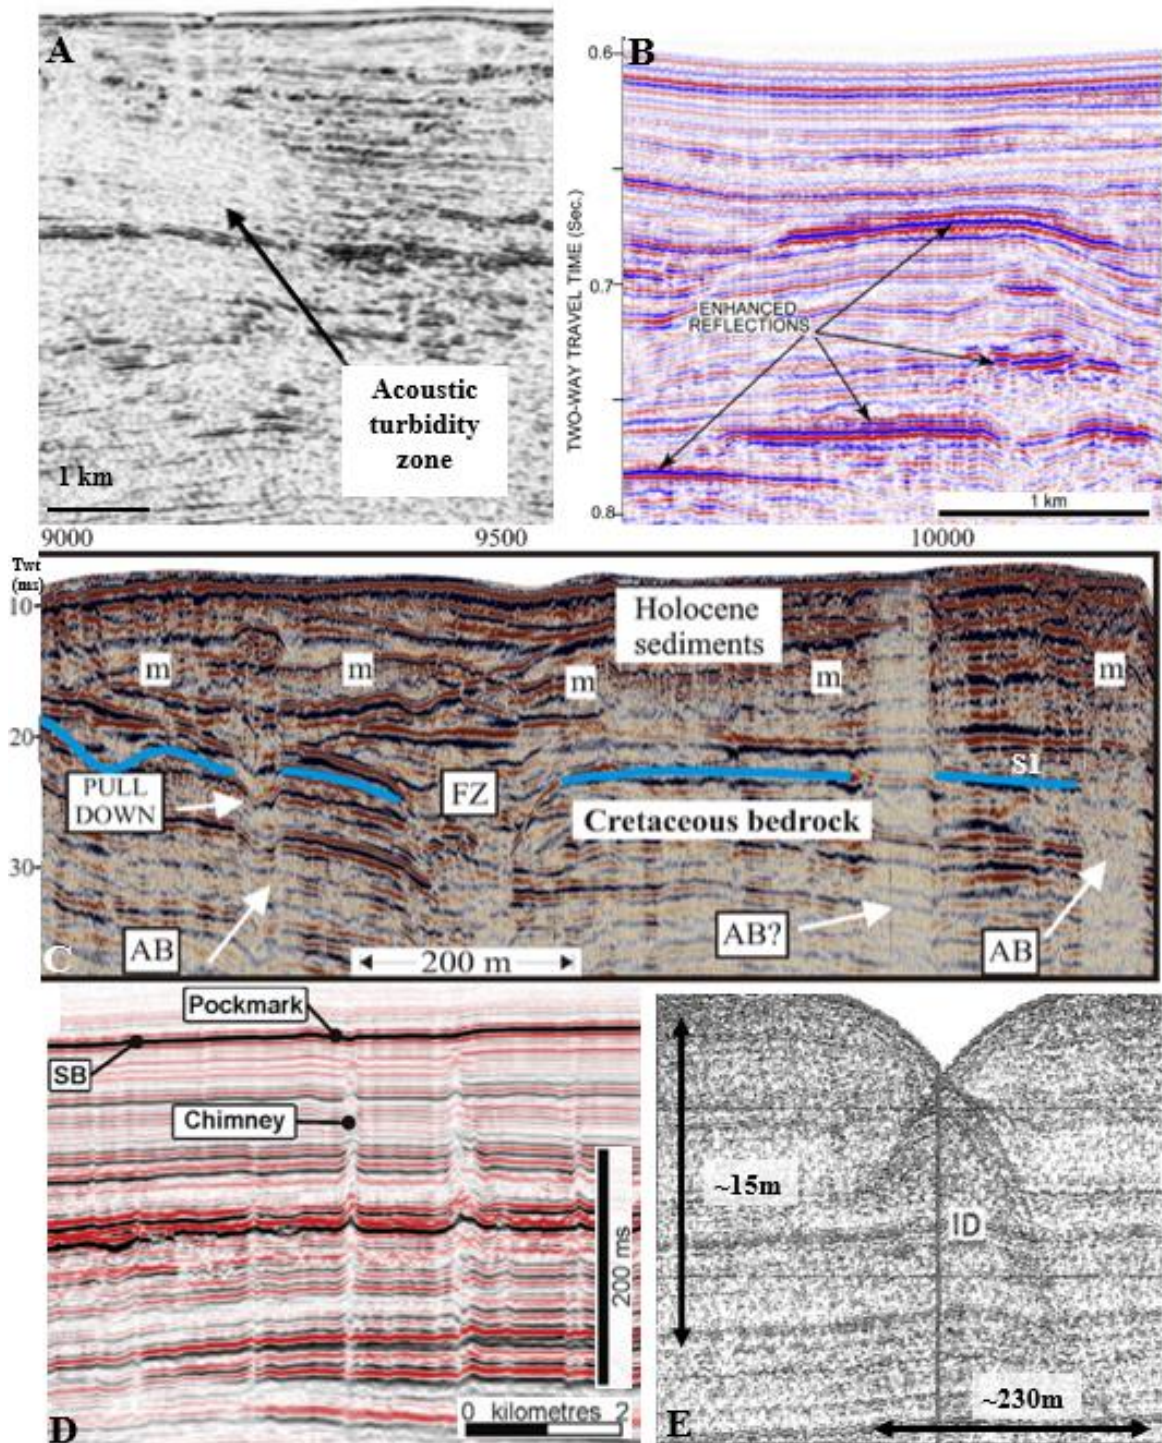 A
Acoustic
turbidity
zone
1 km
B
0.6
0.7
0.8
TWO-WAY TRAVEL TIME (Sec.)
ENHANCED
REFLECTIONS
1 km
9000 9500 10000
Twt
(ms)
10
20
30
Holocene
sediments
m m m m m
PULL
DOWN
FZ
S1
Cretaceous bedrock
AB
AB?
AB
200 m
C
Pockmark
SB
Chimney
200 ms
0 kilometres 2
D
~15m
ID
~230m
E